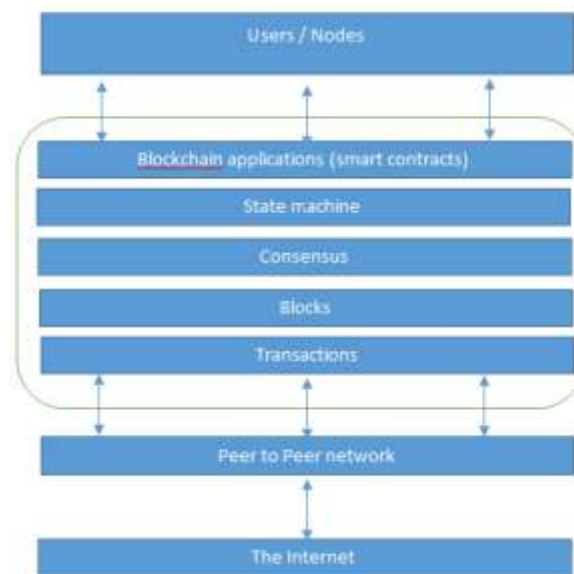 Users / Nodes
Blockchain applications (smart contracts)
State machine
Consensus
Blocks
Transactions
Peer to Peer network
The Internet